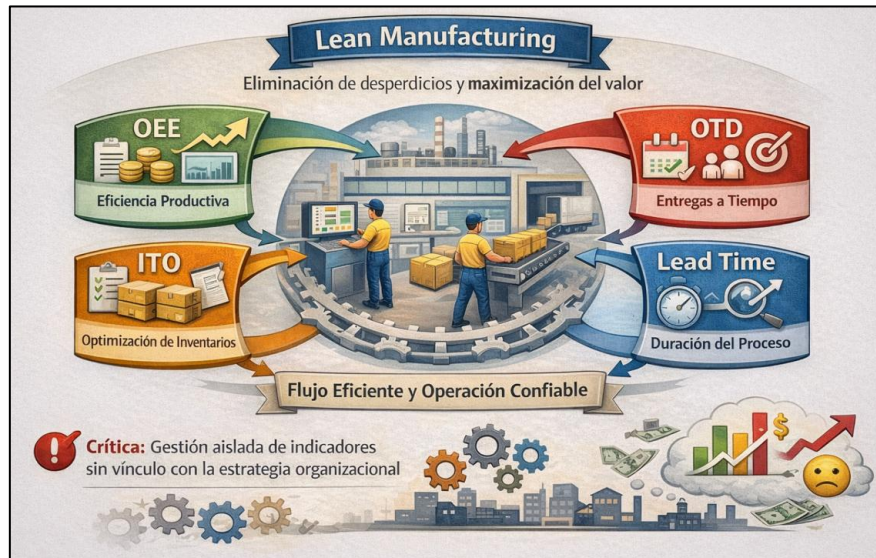 Lean Manufacturing
Eliminación de desperdicios y maximización del valor
OEE
Eficiencia Productiva
OTD
Entregas a Tiempo
ITO
Optimización de Inventarios
Lead Time
Duración del Proceso
Flujo Eficiente y Operación Confiable
Crítica: Gestión aislada de indicadores
sin vínculo con la estrategia organizacional